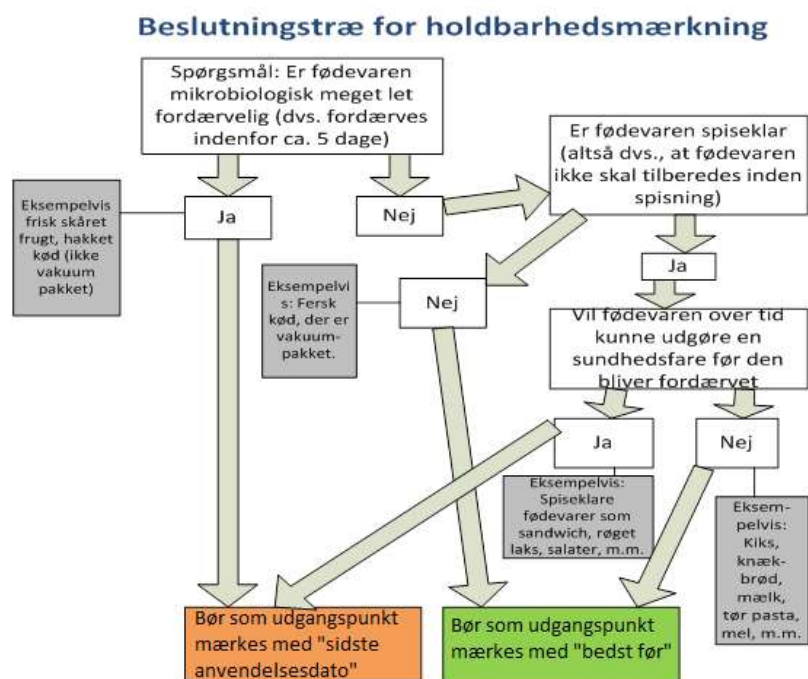 Beslutningstræ for holdbarhedsmærkning
Spørgsmål: Er fødevaren
mikrobiologisk meget let
fordærvelig (dvs. fordærves
indenfor ca. 5 dage)
Er fødevaren spiseklar
(altså dvs., at fødevaren
ikke skal tilberedes inden
spisning)
Eksempelvis
frisk skåret
frugt, hakket
kød (ikke
vakuum
pakket)
Ja
Nej
Ja
Eksempelvi
s: Fersk
kød, der er
vakuum-
pakket.
Nej
Vil fødevaren over tid
kunne udgøre en
sundhedsfare før den
bliver fordærvet
Ja
Nej
Eksempelvis:
Spiseklare
fødevarer som
sandwich, røget
laks, salater, m.m.
Eksem-
pelvis:
Kiks,
knæk-
brød,
mælk,
tør pasta,
mel, m.m.
Bør som udgangspunkt
mærkes med "sidste
anvendelsesdato"
Bør som udgangspunkt
mærkes med "bedst før"